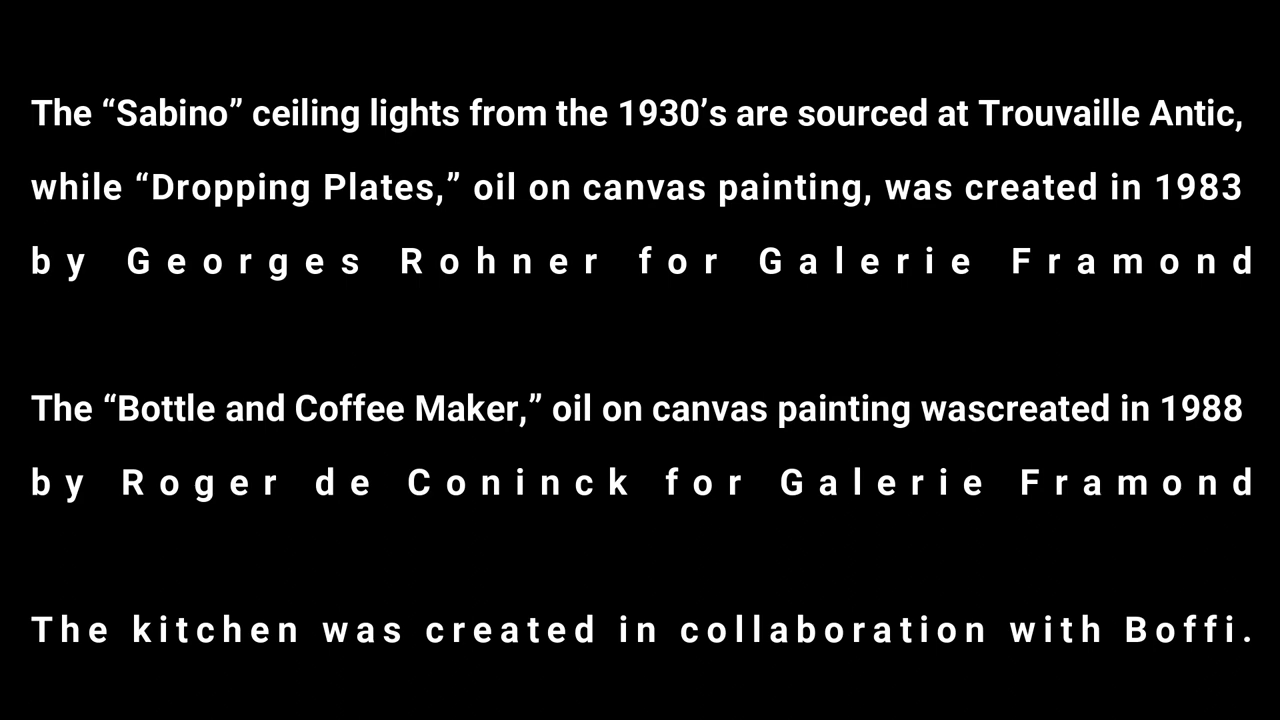 The “Sabino” ceiling lights from the 1930’s are sourced at Trouvaille Antic,
while “Dropping Plates,” oil on canvas painting, was created in 1983
by Georges Rohner for Galerie Framond
The “Bottle and Coffee Maker,” oil on canvas painting wascreated in 1988
by Roger de Coninck for Galerie Framond
The kitchen was created in collaboration with Boffi.